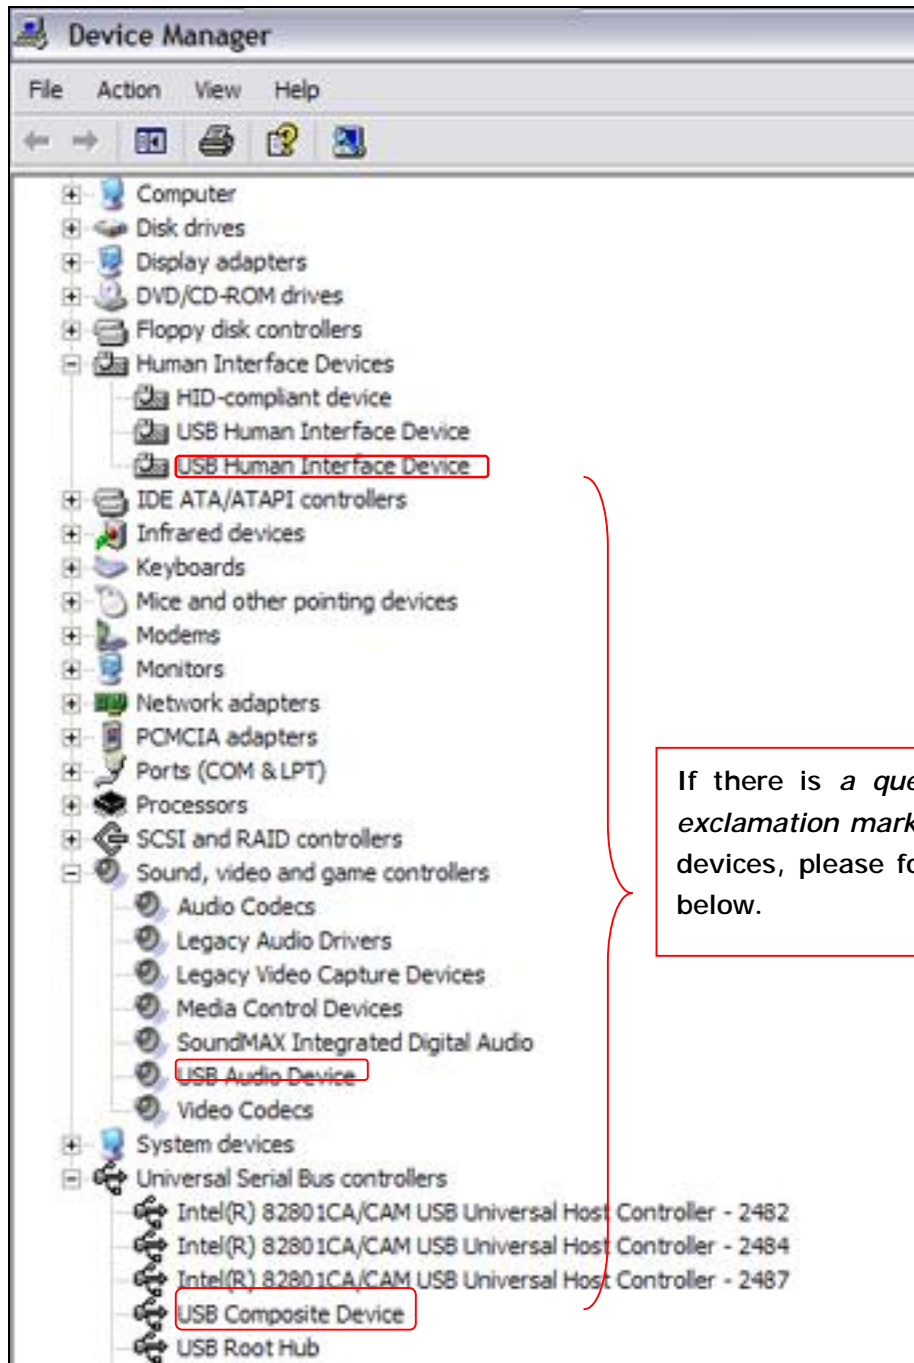 Device Manager
File Action View Help
Computer
Disk drives
Display adapters
DVD/CD-ROM drives
Floppy disk controllers
Human Interface Devices
HID-compliant device
USB Human Interface Device
USB Human Interface Device
IDE ATA/ATAPI controllers
Infrared devices
Keyboards
Mice and other pointing devices
Modems
Monitors
Network adapters
PCMCIA adapters
Ports (COM & LPT)
Processors
SCSI and RAID controllers
Sound, video and game controllers
Audio Codecs
Legacy Audio Drivers
Legacy Video Capture Devices
Media Control Devices
SoundMAX Integrated Digital Audio
USB Audio Device
Video Codecs
System devices
Universal Serial Bus controllers
Intel(R) 82801CA/CAM USB Universal Host Controller - 2482
Intel(R) 82801CA/CAM USB Universal Host Controller - 2484
Intel(R) 82801CA/CAM USB Universal Host Controller - 2487
USB Composite Device
USB Root Hub
If there is a
exclamation mark
devices, please
below.